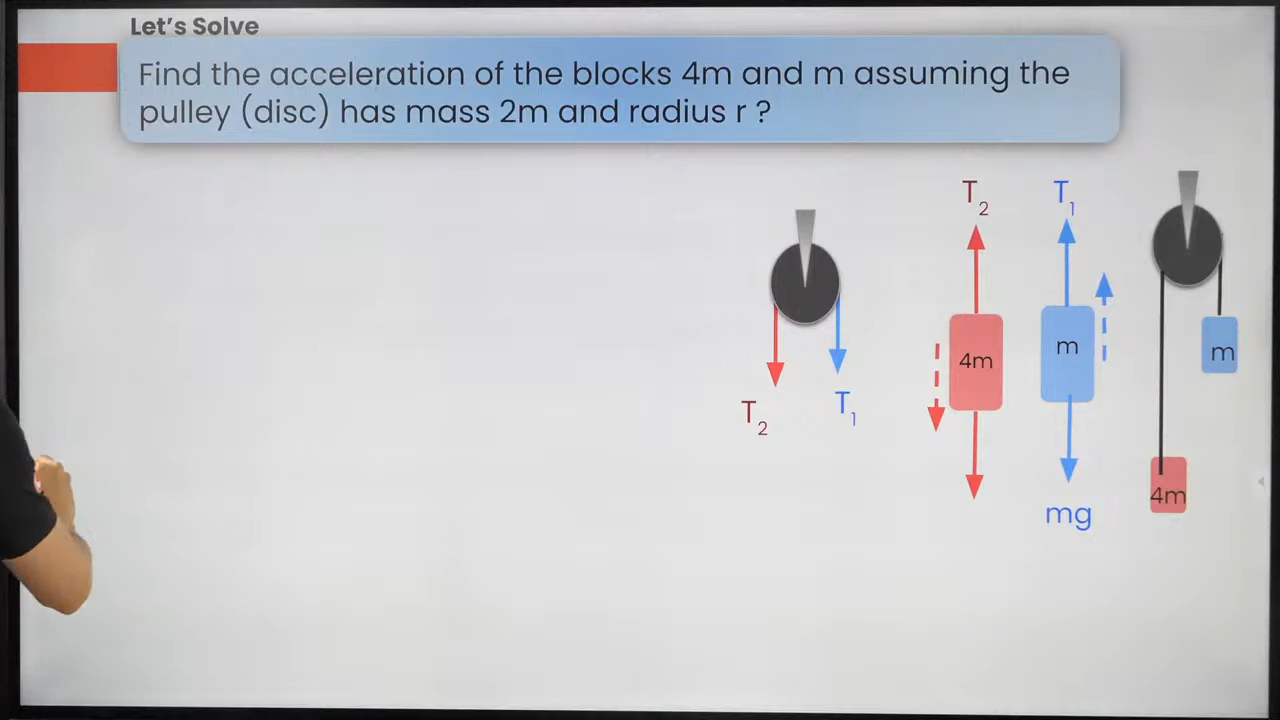 Let's Solve
Find the acceleration of the blocks 4m and m assuming the
pulley (disc) has mass 2m and radius r ?
T2
T1
4m
m
mg
T2
T1
m
4m